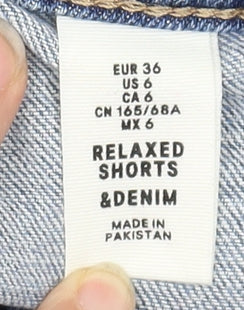 EUR 36
US 6
CA 6
CN 165/68A
MX 6
RELAXED
SHORTS
&DENIM
MADE IN
PAKISTAN